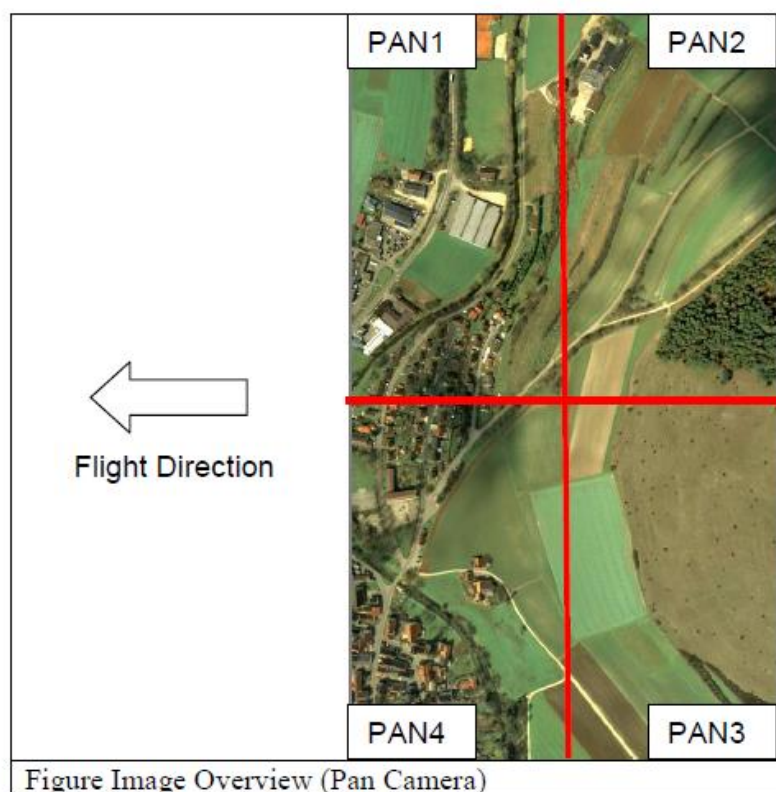 PAN1
PAN2
Flight Direction
PAN4
PAN3
Figure Image Overview (Pan Camera)